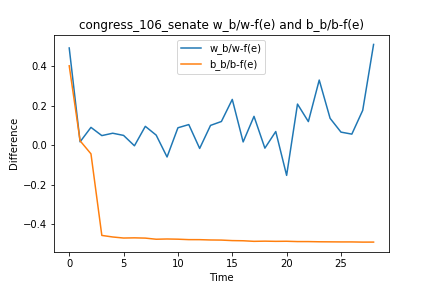 congress_106_senate w_b/w-f(e) and b_b/b-f(e)
w_b/w-f(e)
b_b/b-f(e)
Difference
0.4
0.2
0.0
−0.2
−0.4
0 5 10 15 20 25
Time